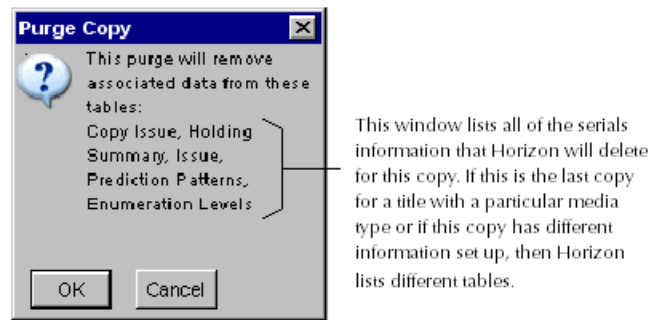 Purge Copy
This purge will remove
associated data from these
tables:
Copy Issue, Holding
Summary, Issue,
Prediction Patterns,
Enumeration Levels
OK
Cancel
This window lists all of the serials
information that Horizon will delete
for this copy. If this is the last copy
for a title with a particular media
type or if this copy has different
information set up, then Horizon
lists different tables.